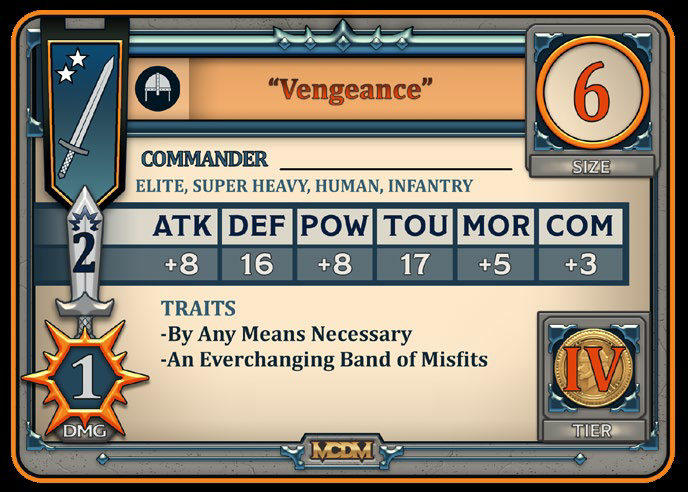 “Vengeance”
6
SIZE
COMMANDER
ELITE, SUPER HEAVY, HUMAN, INFANTRY
ATK DEF POW TOU MOR COM
+8 16 +8 17 +5 +3
2
TRAITS
-By Any Means Necessary
-An Everchanging Band of Misfits
1
DMG
IV
TIER
MCDM